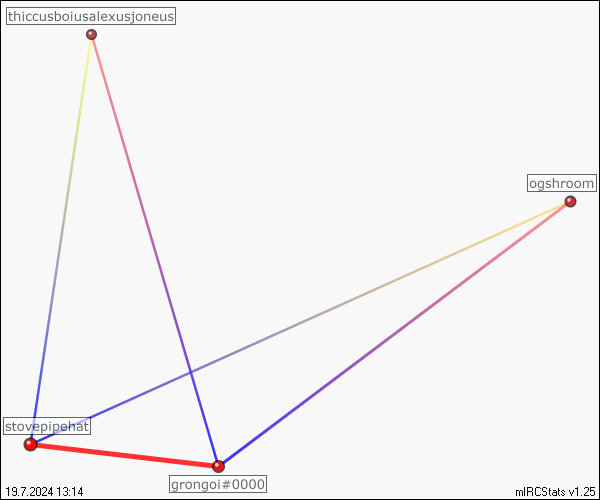 thiccusboiusalexusjoneus
ogshroom
stovepipehat
grongoi#0000
19.7.2024 13:14
mIRCStats v1.25